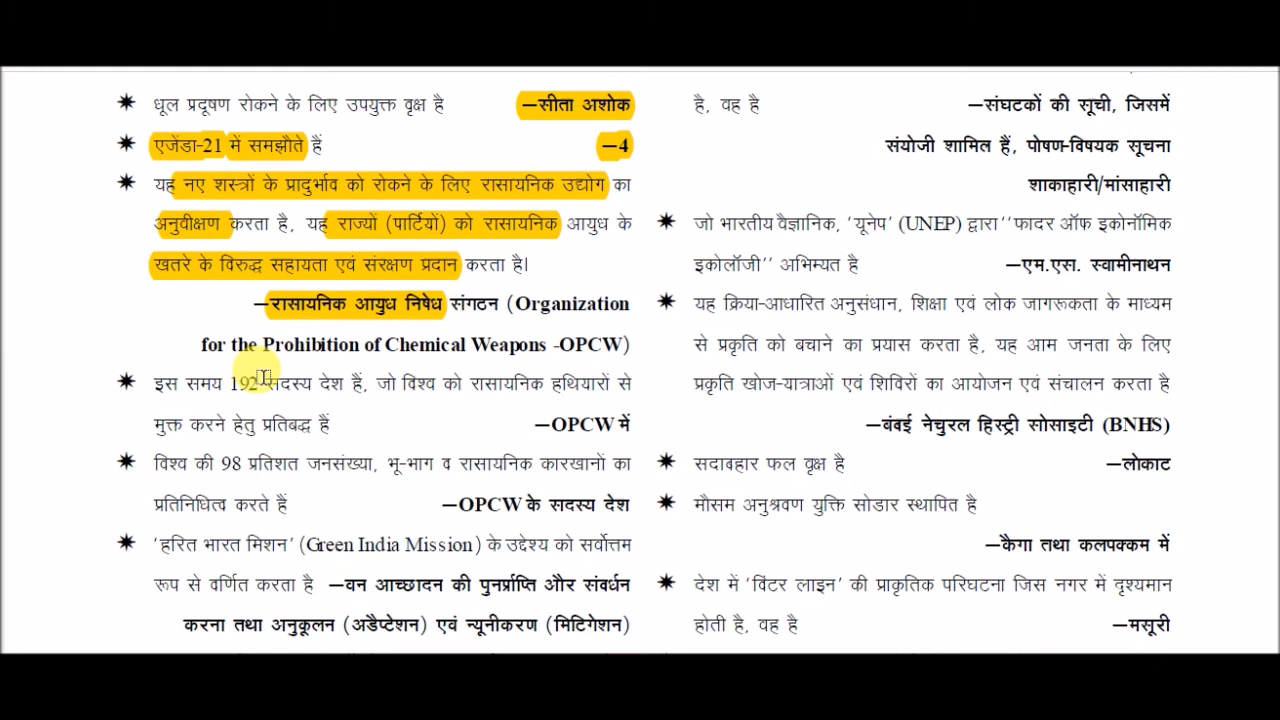 ✷ धूल प्रदूषण रोकने के लिए उपयुक्त वृक्ष है –सीता अशोक
✷ एजेंडा-21 में समझौते हैं –4
✷ यह नए शस्त्रों के प्रादुर्भाव को रोकने के लिए रासायनिक उद्योग का
अनुवीक्षण करता है, यह राज्यों (पार्टियों) को रासायनिक आयुध के
खतरे के विरुद्ध सहायता एवं संरक्षण प्रदान करता है।
–रासायनिक आयुध निषेध संगठन (Organization
for the Prohibition of Chemical Weapons -OPCW)
✷ इस समय 192 सदस्य देश हैं, जो विश्व को रासायनिक हथियारों से
मुक्त करने हेतु प्रतिबद्ध हैं –OPCW में
✷ विश्व की 98 प्रतिशत जनसंख्या, भू-भाग व रासायनिक कारखानों का
प्रतिनिधित्व करते हैं –OPCW के सदस्य देश
✷ 'हरित भारत मिशन' (Green India Mission) के उद्देश्य को सर्वोत्तम
रूप से वर्णित करता है –वन आच्छादन की पुनर्प्राप्ति और संवर्धन
करना तथा अनुकूलन (अडैप्टेशन) एवं न्यूनीकरण (मिटिगेशन)
है, वह है –संघटकों की सूची, जिसमें
संयोजी शामिल हैं, पोषण-विषयक सूचना
शाकाहारी/मांसाहारी
✷ जो भारतीय वैज्ञानिक, 'यूनेप' (UNEP) द्वारा ''फादर ऑफ इकोनॉमिक
इकोलॉजी'' अभिम्यत है –एम.एस. स्वामीनाथन
✷ यह क्रिया-आधारित अनुसंधान, शिक्षा एवं लोक जागरूकता के माध्यम
से प्रकृति को बचाने का प्रयास करता है, यह आम जनता के लिए
प्रकृति खोज-यात्राओं एवं शिविरों का आयोजन एवं संचालन करता है
–बंबई नेचुरल हिस्ट्री सोसाइटी (BNHS)
✷ सदाबहार फल वृक्ष है –लोकाट
✷ मौसम अनुश्रवण युक्ति सोडार स्थापित है
–कैगा तथा कलपक्कम में
✷ देश में 'विंटर लाइन' की प्राकृतिक परिघटना जिस नगर में दृश्यमान
होती है, वह है –मसूरी